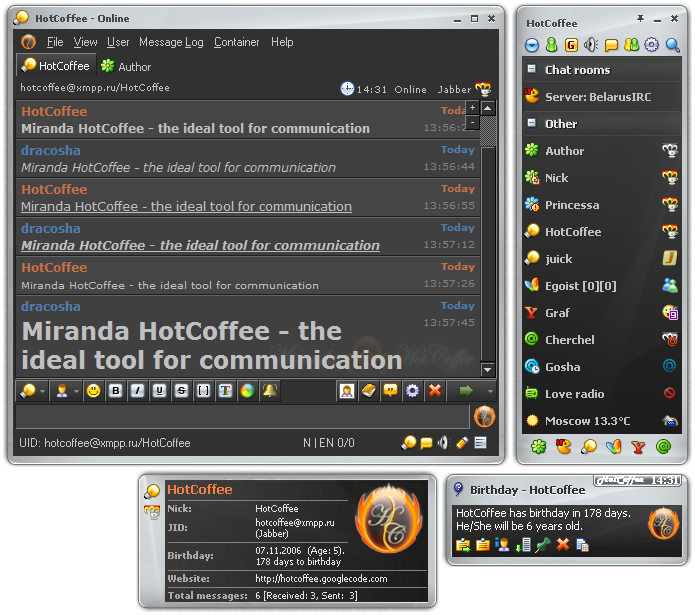 HotCoffee - Online
File View User Message Log Container Help
HotCoffee Author
hotcoffee@xmpp.ru/HotCoffee 14:31 Online Jabber
HotCoffee
Miranda HotCoffee - the ideal tool for communication
dracosha Today
Miranda HotCoffee - the ideal tool for communication 13:56:44
HotCoffee Today
Miranda HotCoffee - the ideal tool for communication 13:56:55
dracosha Today
Miranda HotCoffee - the ideal tool for communication 13:57:12
HotCoffee Today
Miranda HotCoffee - the ideal tool for communication 13:57:26
dracosha Today
Miranda HotCoffee - the 13:57:45
ideal tool for communication
HotCoffee
B I U S [ ] T
UID: hotcoffee@xmpp.ru/HotCoffee N | EN 0/0
HotCoffee
Chat rooms
Server: BelarusIRC
Other
Author
Nick
Princessa
HotCoffee
juick
Egoist [0][0]
Graf
Cherchel
Gosha
Love radio
Moscow 13.3°C
HotCoffee
Nick: HotCoffee
JID: hotcoffee@xmpp.ru
(Jabber)
Birthday: 07.11.2006 (Age: 5).
178 days to birthday
Website: http://hotcoffee.googlecode.com
Total messages: 6 [Received: 3, Sent: 3]
HC
HotCoffee 14:31
Birthday - HotCoffee
HotCoffee has birthday in 178 days.
He/She will be 6 years old.